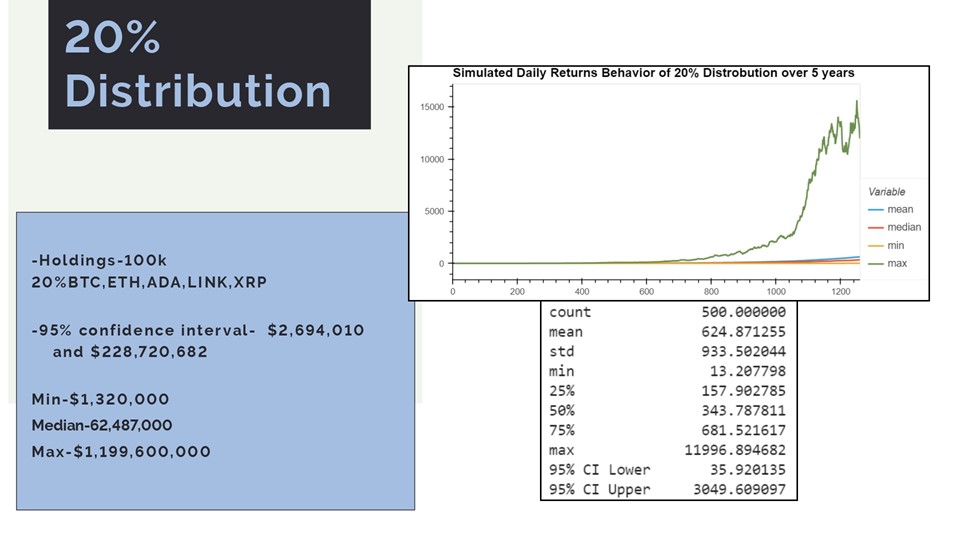 20%
Distribution
-Holdings-100k
20%BTC,ETH,ADA,LINK,XRP
-95% confidence interval- $2,694,010
and $228,720,682
Min-$1,320,000
Median-62,487,000
Max-$1,199,600,000
Simulated Daily Returns Behavior of 20% Distrobution over 5 years
15000
10000
5000
0
0 200 400 600 800 1000 1200
Variable
mean
median
min
max
count 500.000000
mean 624.871255
std 933.502044
min 13.207798
25% 157.902785
50% 343.787811
75% 681.521617
max 11996.894682
95% CI Lower 35.920135
95% CI Upper 3049.609097